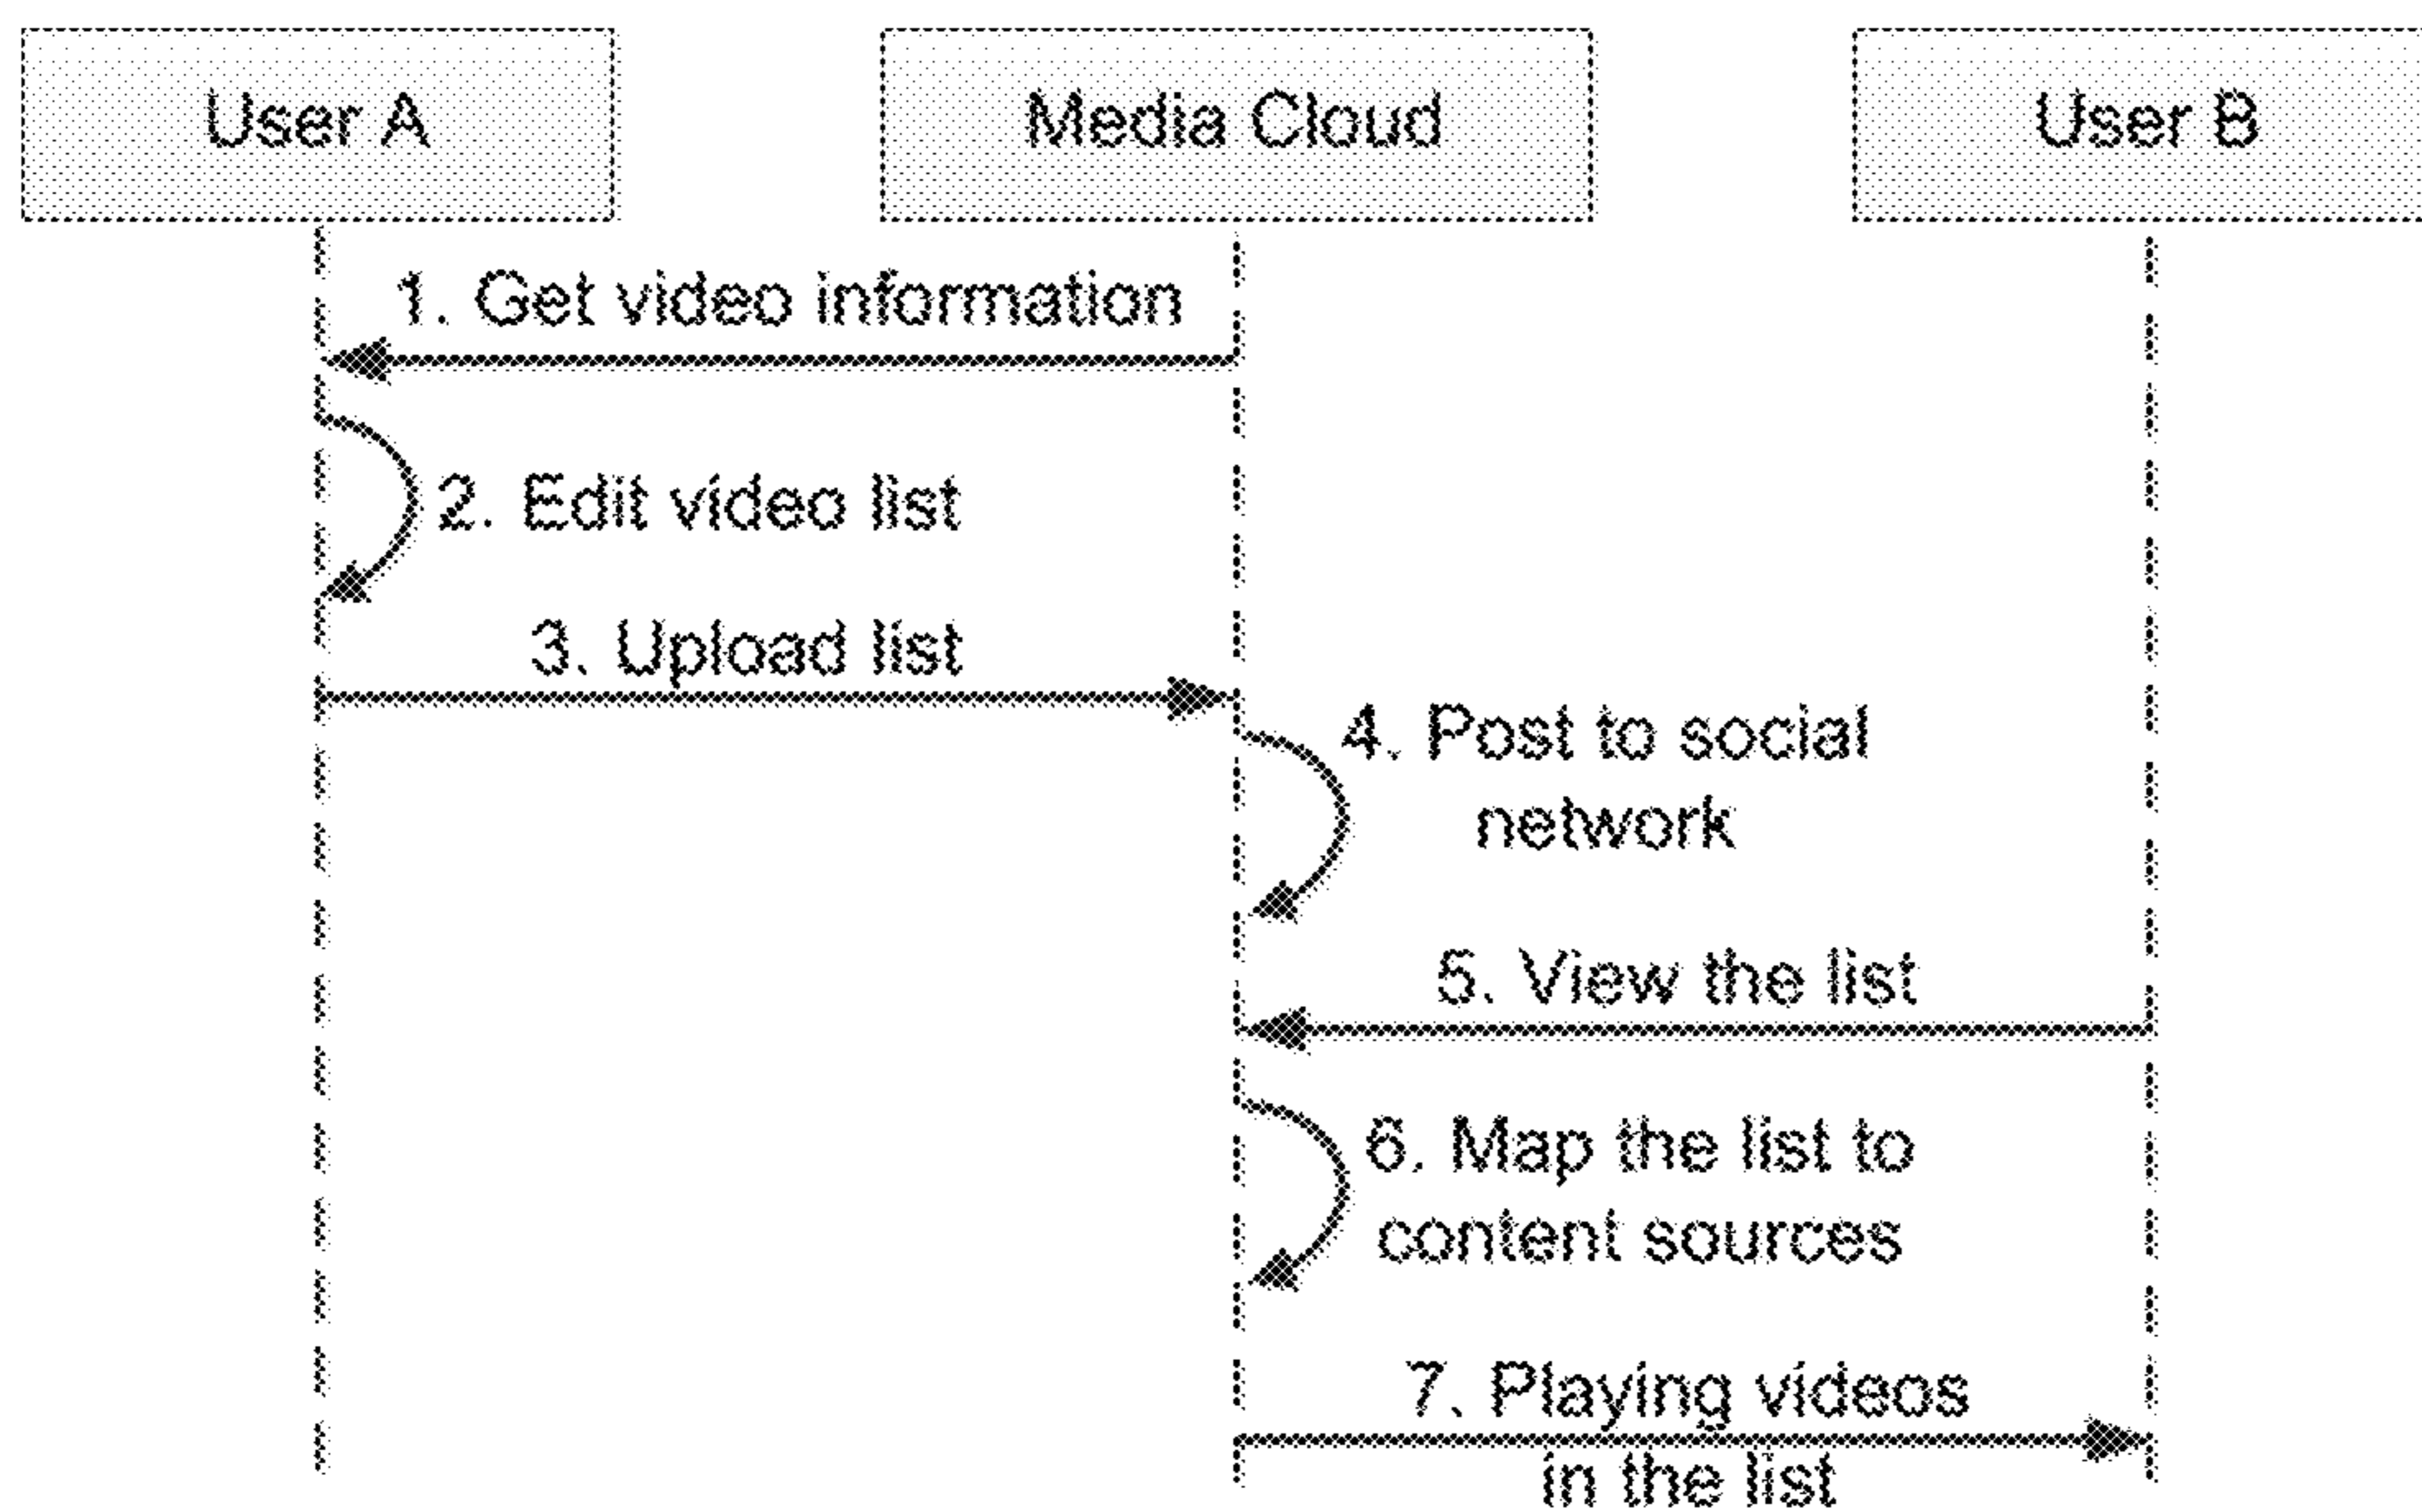 User A
Media Cloud
User B
1. Get video information
2. Edit video list
3. Upload list
4. Post to social
network
5. View the list
6. Map the list to
content sources
7. Playing videos
in the list